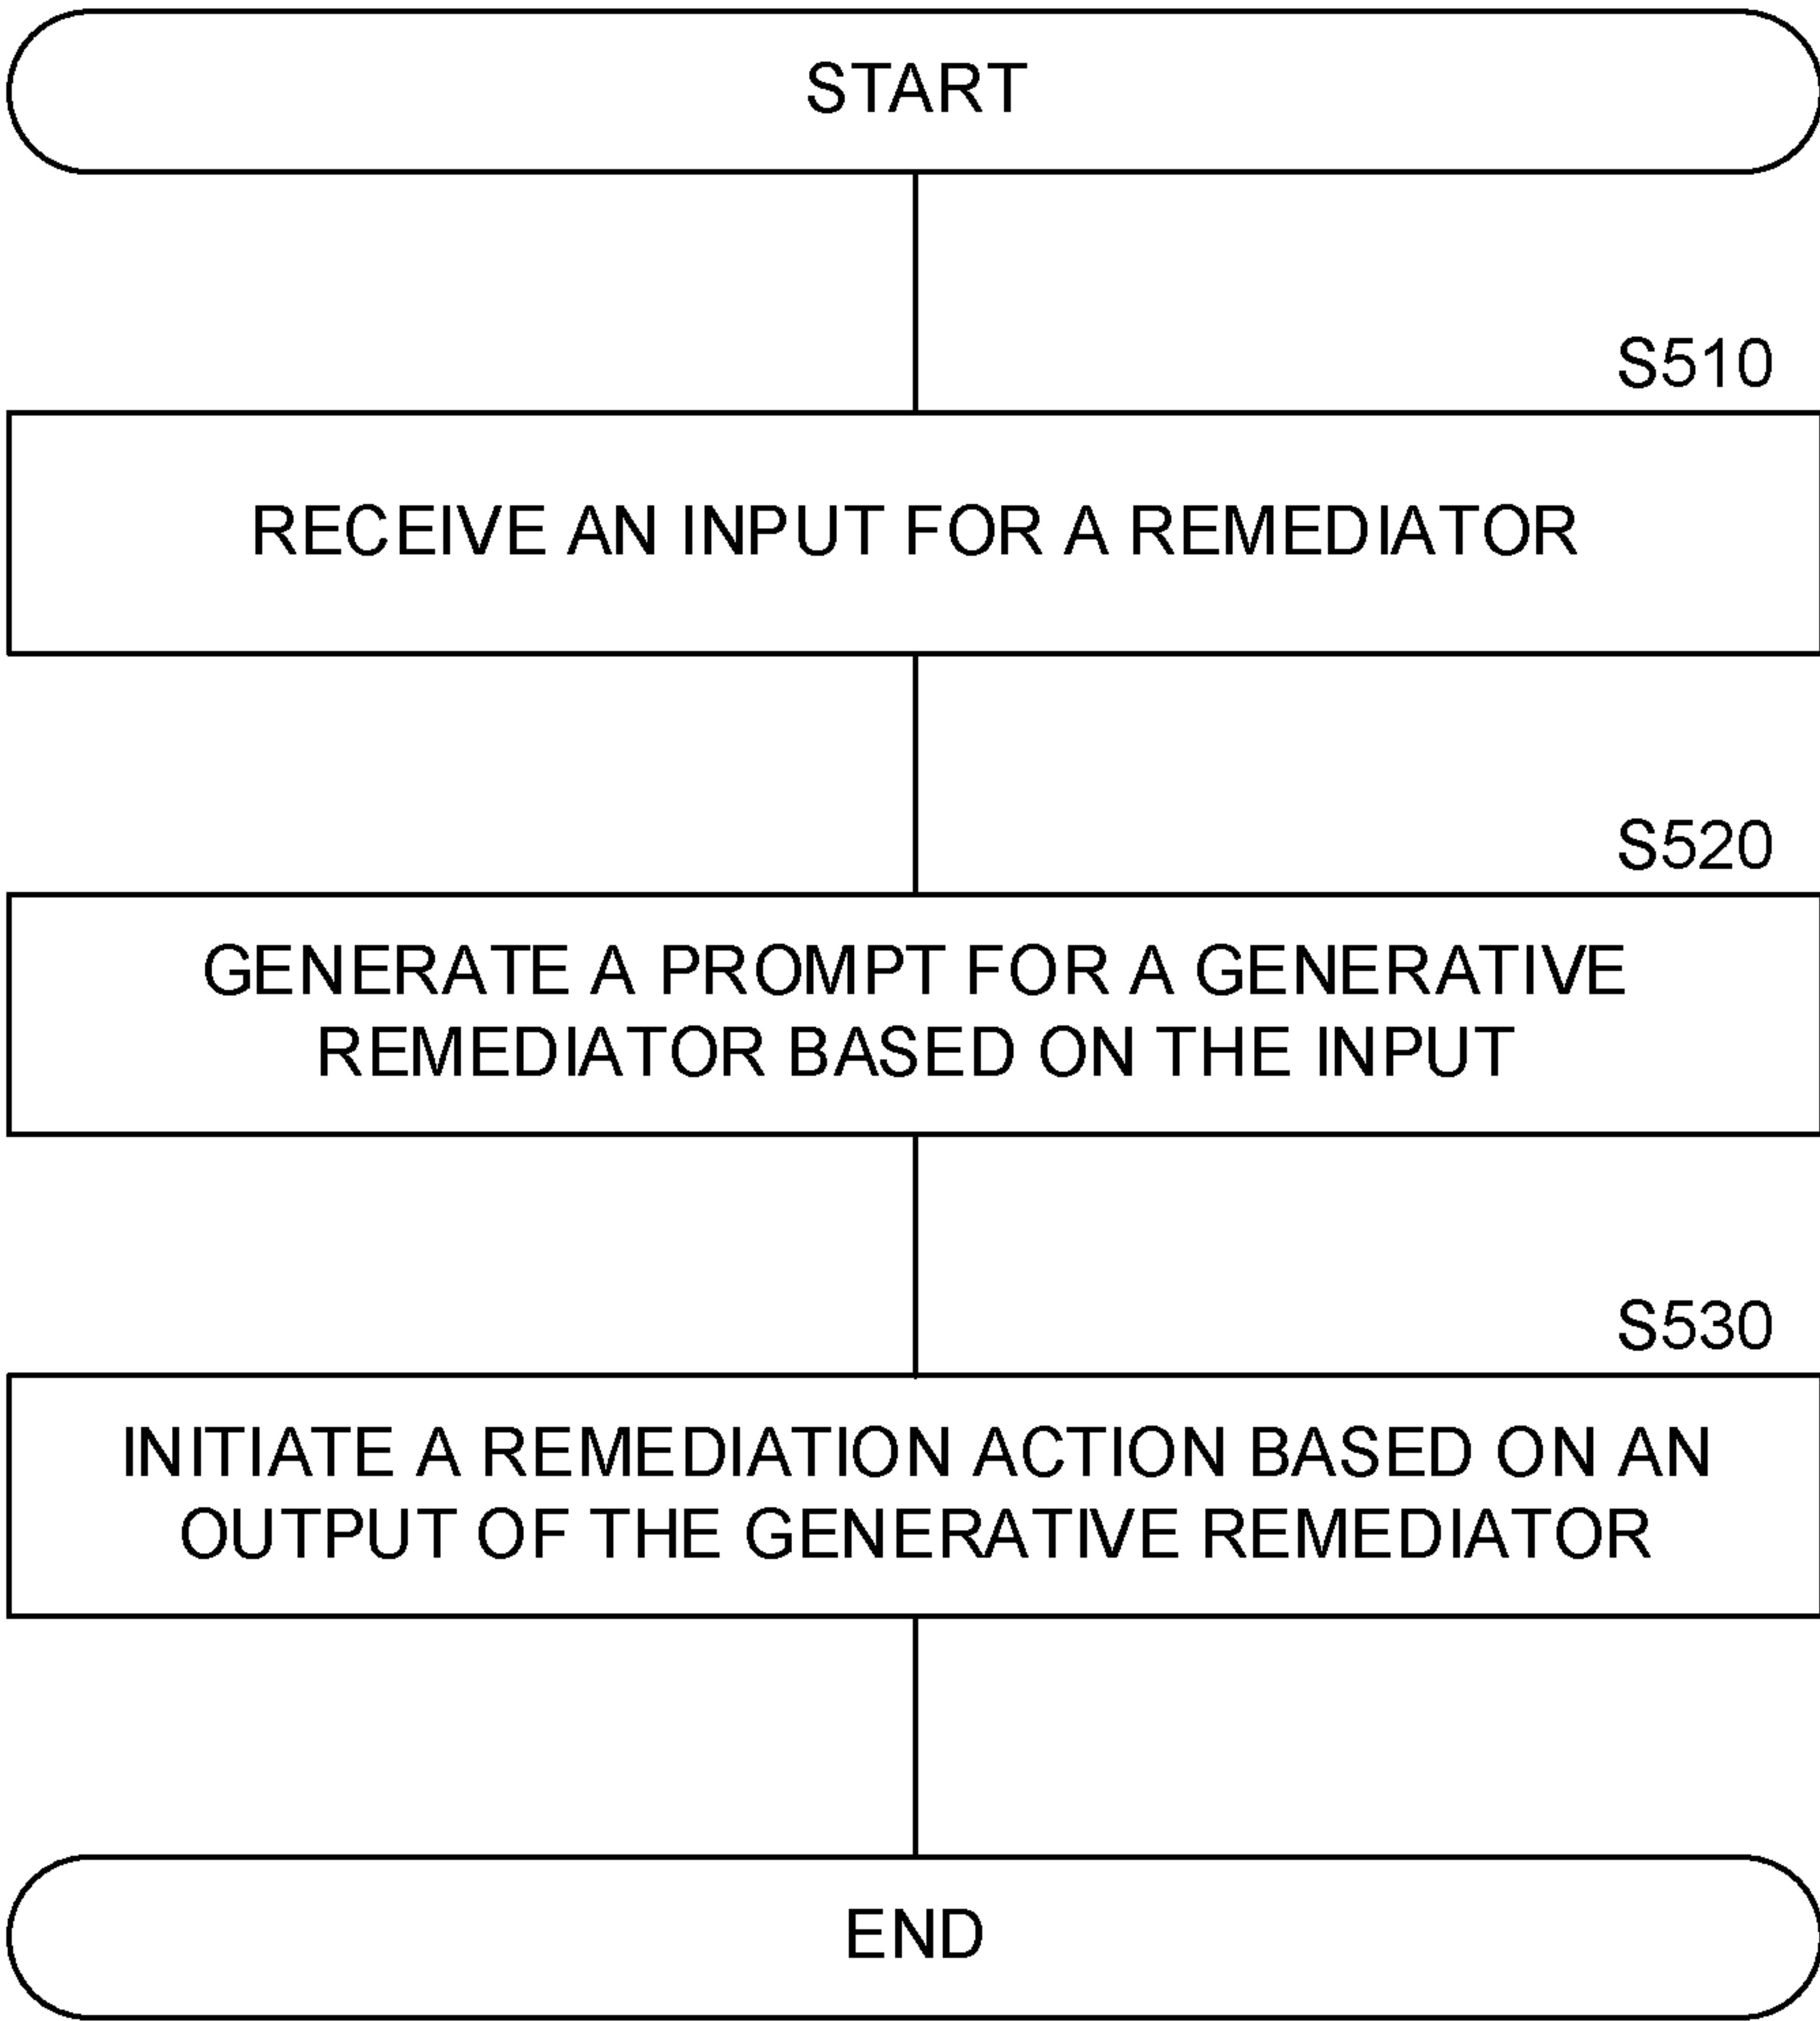 START
S510
RECEIVE AN INPUT FOR A REMEDIATOR
S520
GENERATE A PROMPT FOR A GENERATIVE
REMEDIATOR BASED ON THE INPUT
S530
INITIATE A REMEDIATION ACTION BASED ON AN
OUTPUT OF THE GENERATIVE REMEDIATOR
END